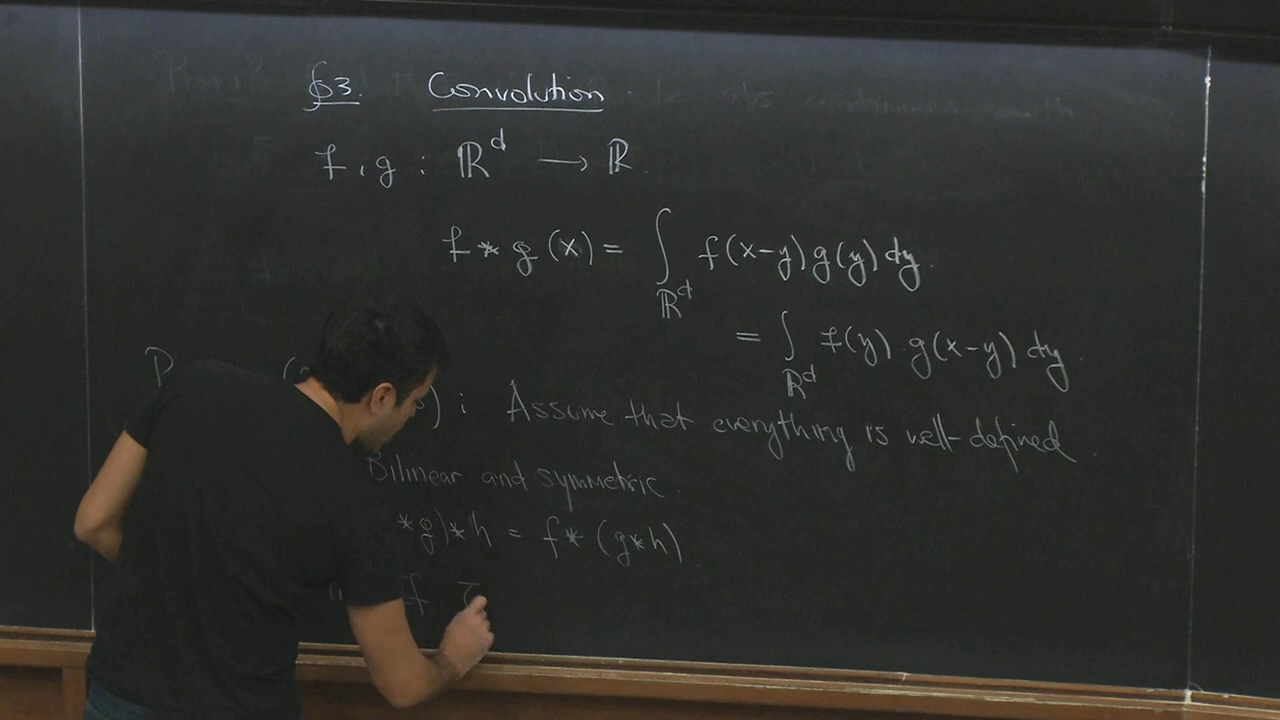 §3. Convolution
f, g : ℝ^d → ℝ.
f * g (x) = ∫_{ℝ^d} f(x-y) g(y) dy.
= ∫_{ℝ^d} f(y) g(x-y) dy.
) : Assume that everything is well-defined.
Bilinear and symmetric.
* g) * h = f * (g * h)